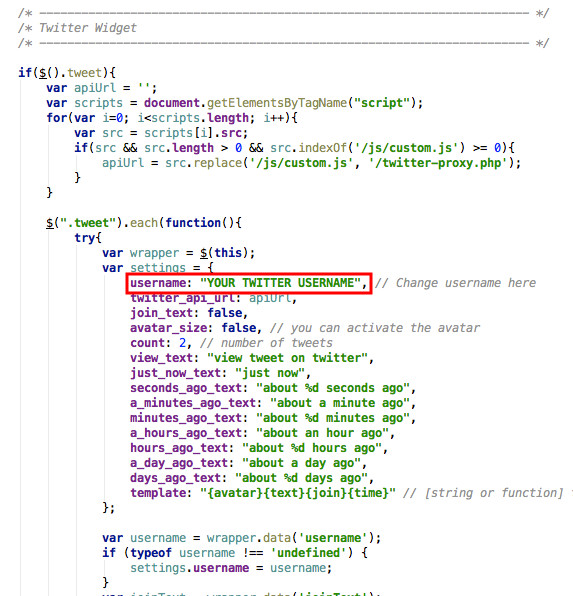 /* ---------------------------------------------------------------------- */
/* Twitter Widget
/* ---------------------------------------------------------------------- */
if($().tweet){
var apiUrl = '';
var scripts = document.getElementsByTagName("script");
for(var i=0; i<scripts.length; i++){
var src = scripts[i].src;
if(src && src.length > 0 && src.indexOf('/js/custom.js') >= 0){
apiUrl = src.replace('/js/custom.js', '/twitter-proxy.php');
}
}
$(".tweet").each(function(){
try{
var wrapper = $(this);
var settings = {
username: "YOUR TWITTER USERNAME", // Change username here
twitter_api_url: apiUrl,
join_text: false,
avatar_size: false, // you can activate the avatar
count: 2, // number of tweets
view_text: "view tweet on twitter",
just_now_text: "just now",
seconds_ago_text: "about %d seconds ago",
a_minutes_ago_text: "about a minute ago",
minutes_ago_text: "about %d minutes ago",
a_hours_ago_text: "about an hour ago",
hours_ago_text: "about %d hours ago",
a_day_ago_text: "about a day ago",
days_ago_text: "about %d days ago",
template: "{avatar}{text}{join}{time}" // [string or function]
};
var username = wrapper.data('username');
if (typeof username !== 'undefined') {
settings.username = username;
}